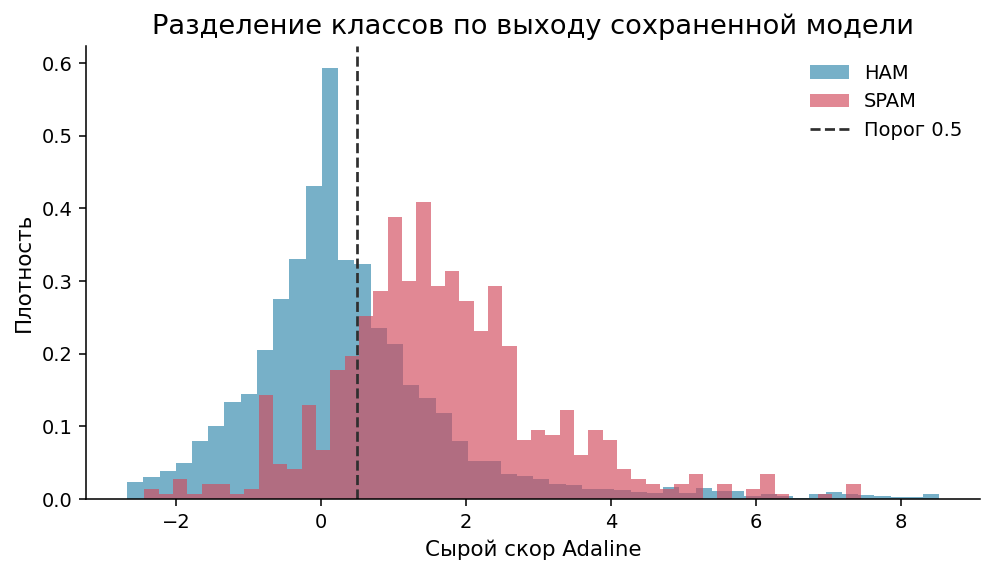 Разделение классов по выходу сохраненной модели
HAM
SPAM
Порог 0.5
Плотность
0.6
0.5
0.4
0.3
0.2
0.1
0.0
−2
0
2
4
6
8
Сырой скор Adaline